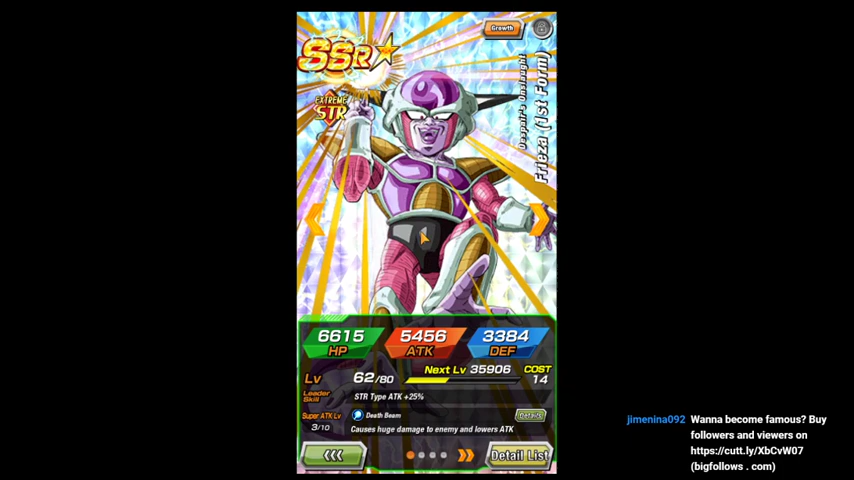 SSR
Growth
EXTREME
STR
Despair's Onslaught
Frieza (1st Form)
6615
HP
5456
ATK
3384
DEF
Lv 62/80
Next Lv 35906
COST
14
Leader Skill
STR Type ATK +25%
Super ATK Lv
3/10
Death Beam
Details
Causes huge damage to enemy and lowers ATK
Detail List
jimenina092 Wanna become famous? Buy
followers and viewers on
https://cutt.ly/XbCvW07
(bigfollows . com)